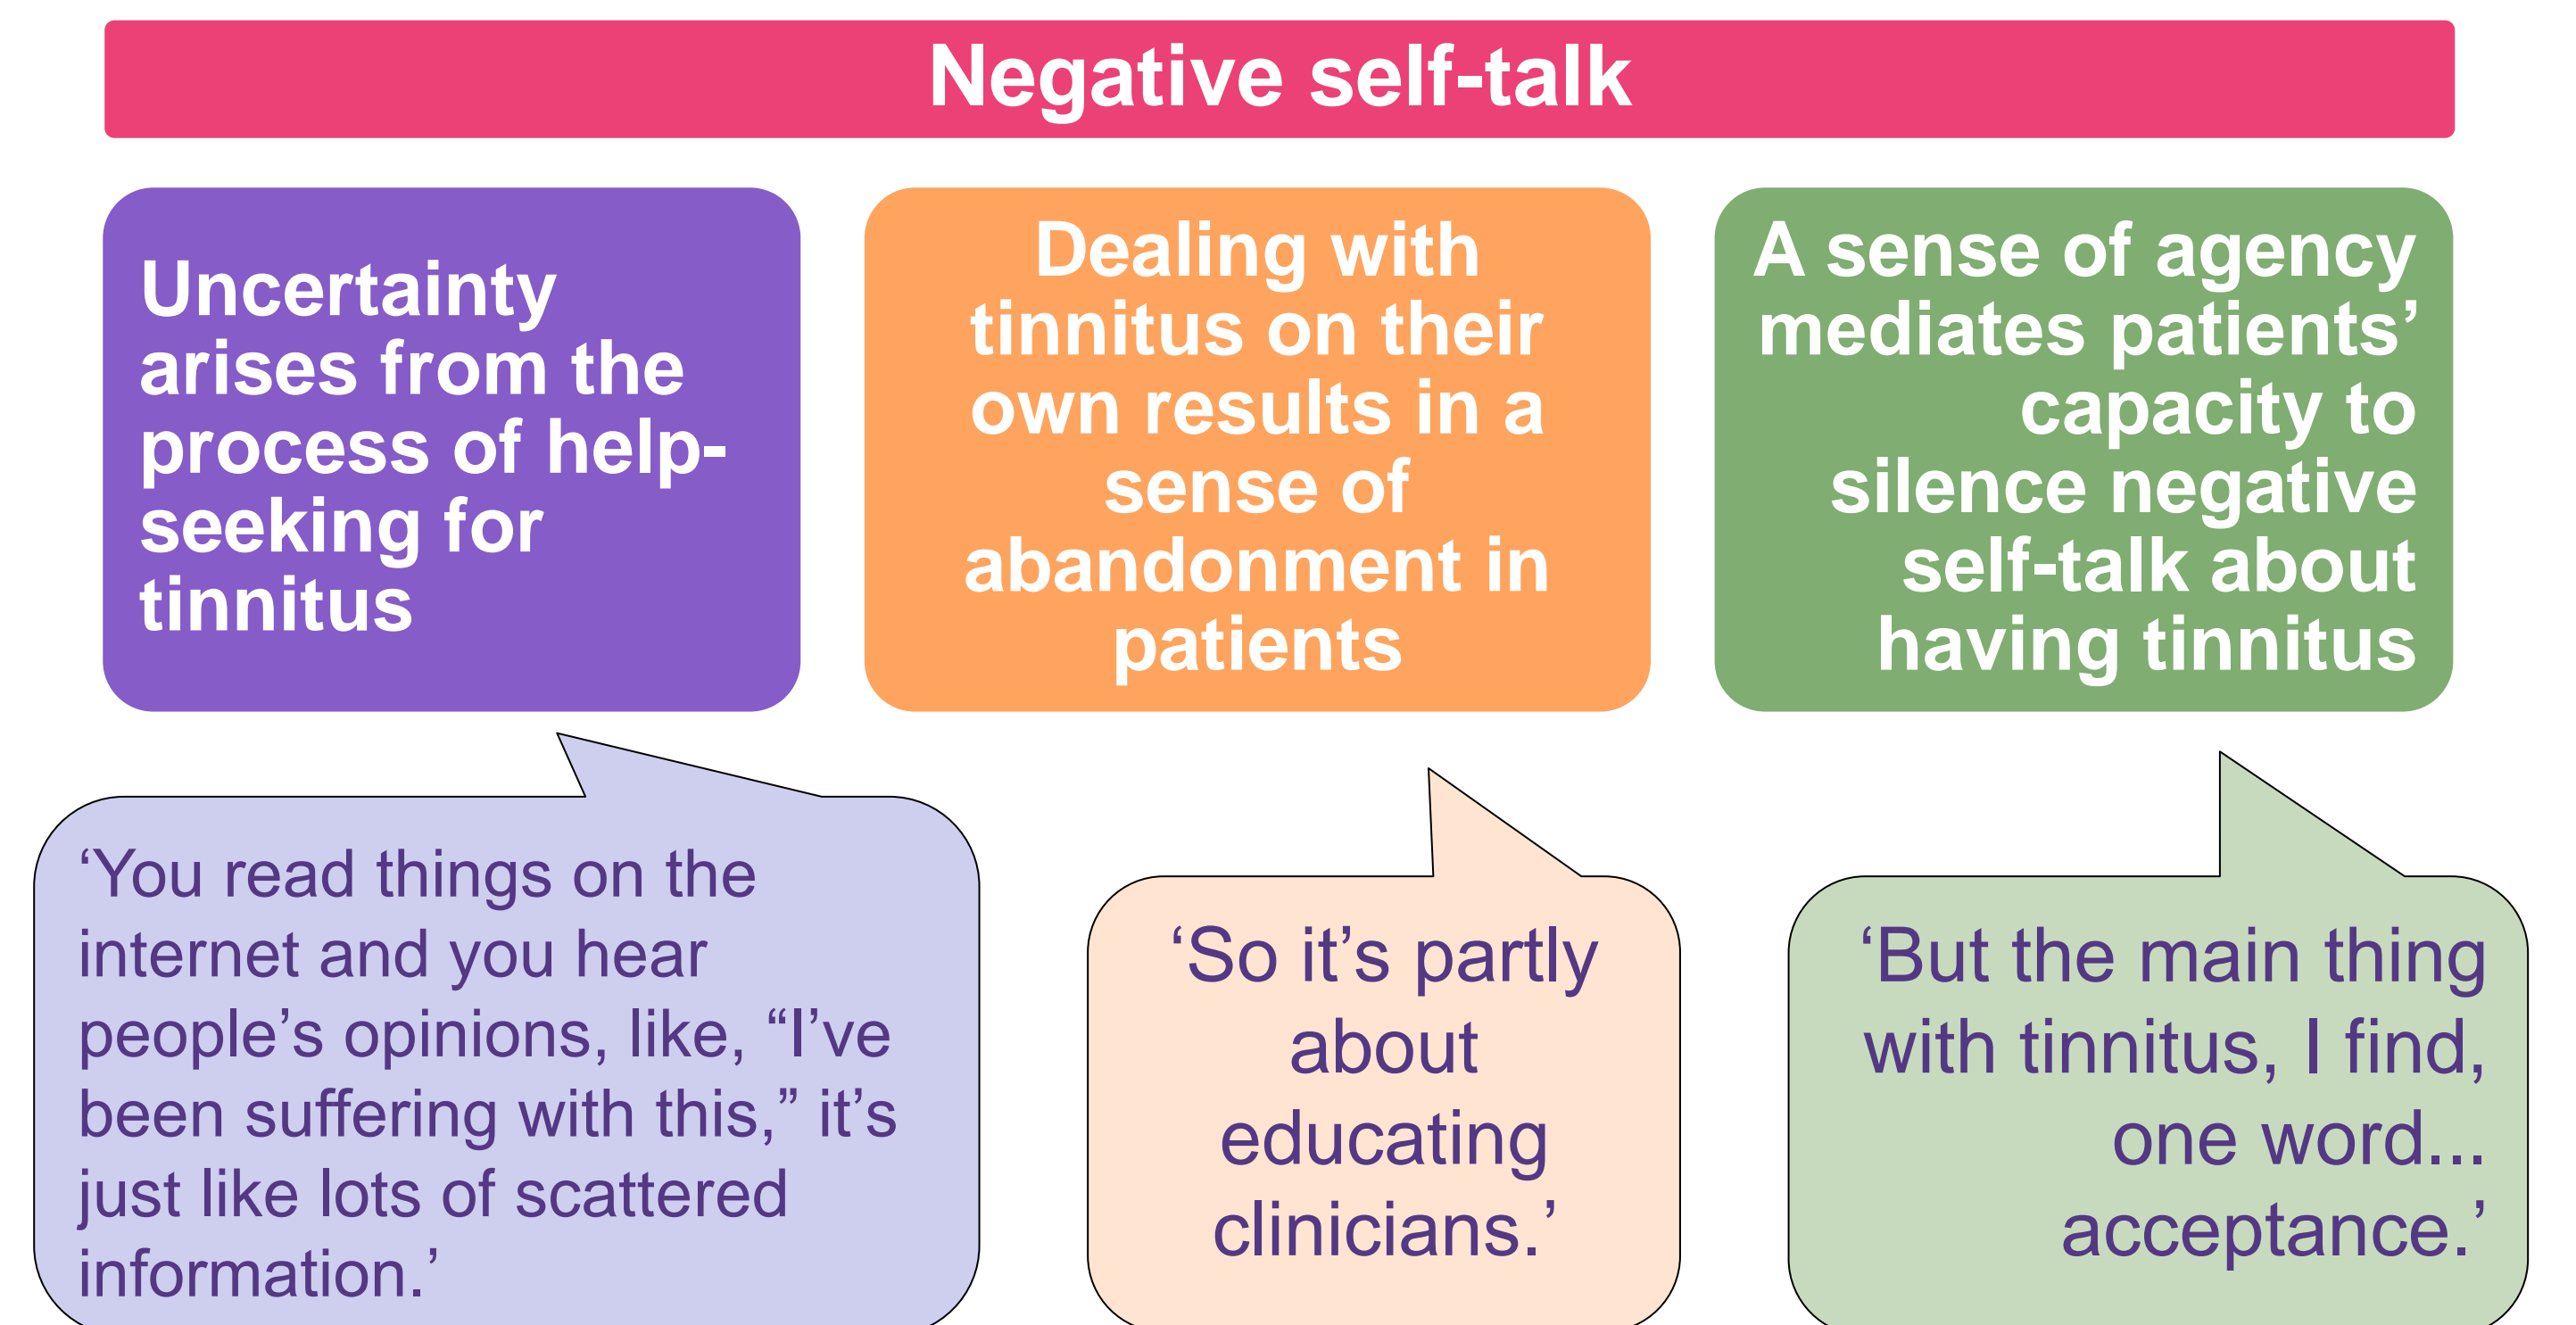 Negative self-talk
Uncertainty
arises from the
process of help-
seeking for
tinnitus
Dealing with
tinnitus on their
own results in a
sense of
abandonment in
patients
A sense of agency
mediates patients’
capacity to
silence negative
self-talk about
having tinnitus
‘You read things on the
internet and you hear
people’s opinions, like, “I’ve
been suffering with this,” it’s
just like lots of scattered
information.’
‘So it’s partly
about
educating
clinicians.’
‘But the main thing
with tinnitus, I find,
one word...
acceptance.’